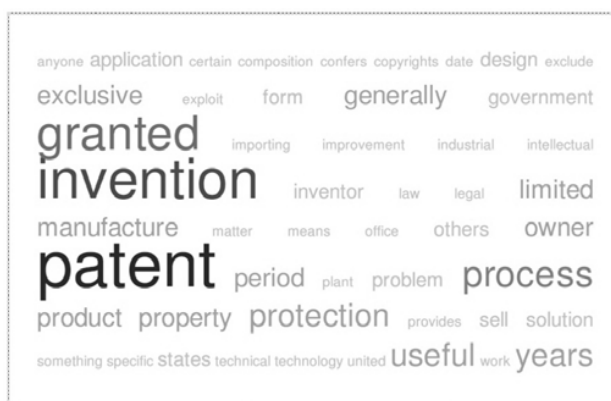 anyone application certain composition confers copyrights date design exclude
exclusive exploit form generally government
granted importing improvement industrial intellectual
invention inventor law legal limited
manufacture matter means office others owner
patent period plant problem process
product property protection provides sell solution
something specific states technical technology united useful work years